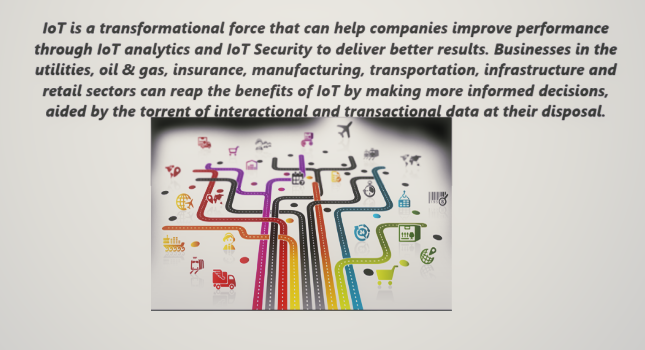 IoT is a transformational force that can help companies improve performance
through IoT analytics and IoT Security to deliver better results. Businesses in the
utilities, oil & gas, insurance, manufacturing, transportation, infrastructure and
retail sectors can reap the benefits of IoT by making more informed decisions,
aided by the torrent of interactional and transactional data at their disposal.